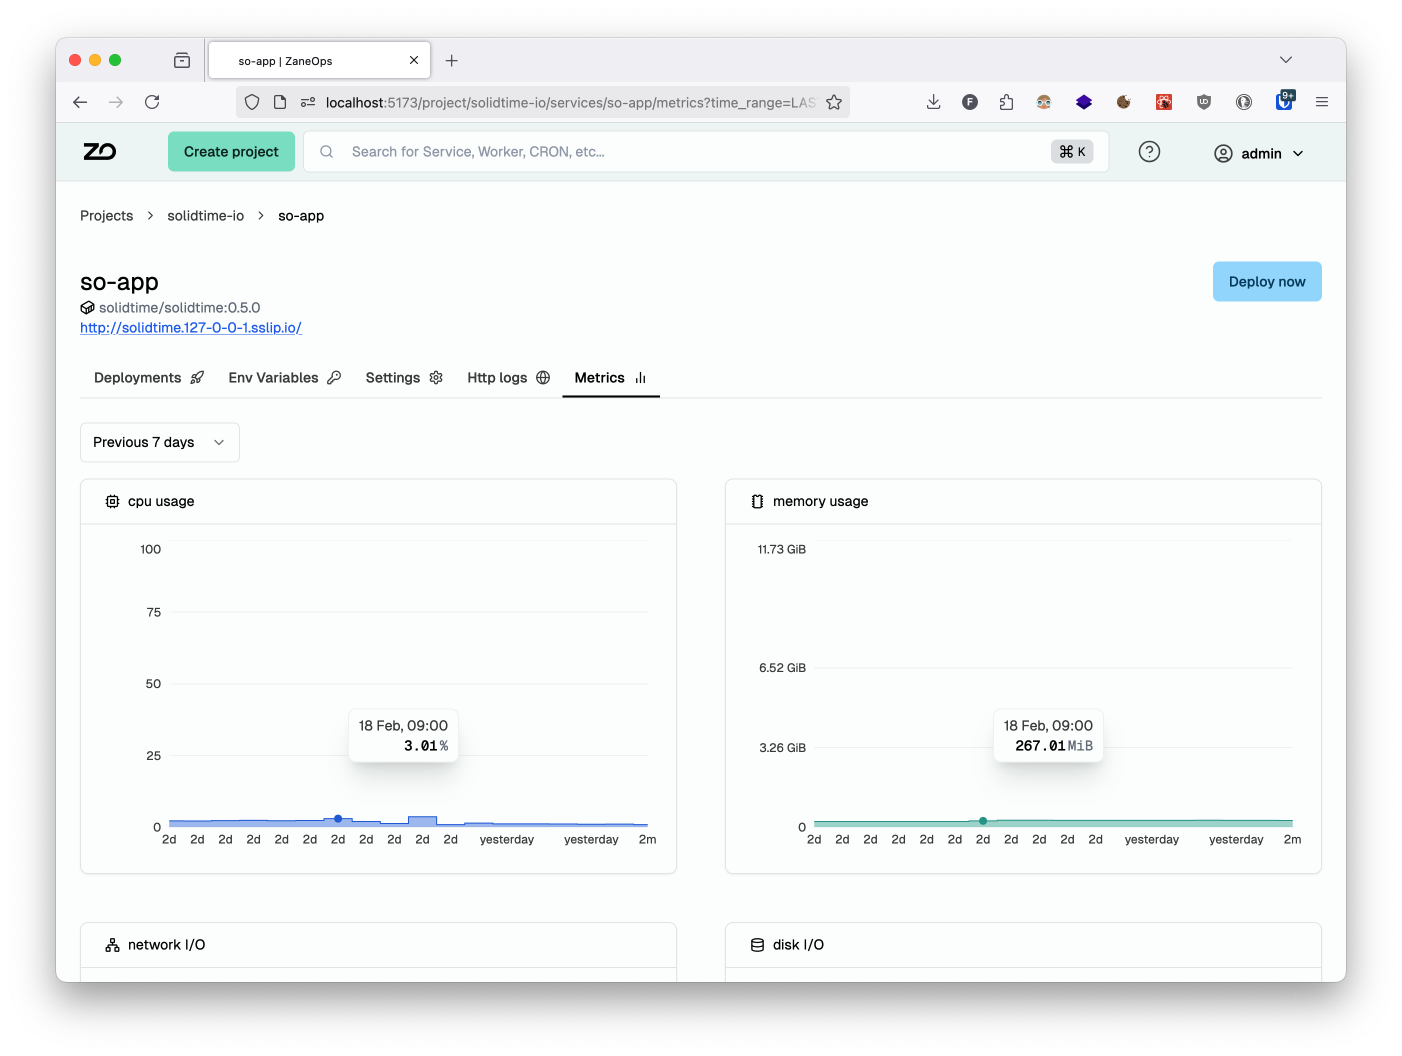 so-app | ZaneOps
localhost:5173/project/solidtime-io/services/so-app/metrics?time_range=LAS
9+
ZO
Create project
Search for Service, Worker, CRON, etc...
⌘ K
admin
Projects > solidtime-io > so-app
so-app
Deploy now
solidtime/solidtime:0.5.0
http://solidtime.127-0-0-1.sslip.io/
Deployments
Env Variables
Settings
Http logs
Metrics
Previous 7 days
cpu usage
100
75
50
25
0
18 Feb, 09:00
3.01%
2d 2d 2d 2d 2d 2d 2d 2d 2d 2d 2d yesterday yesterday 2m
memory usage
11.73 GiB
6.52 GiB
3.26 GiB
0
18 Feb, 09:00
267.01MiB
2d 2d 2d 2d 2d 2d 2d 2d 2d 2d 2d yesterday yesterday 2m
network I/O
disk I/O